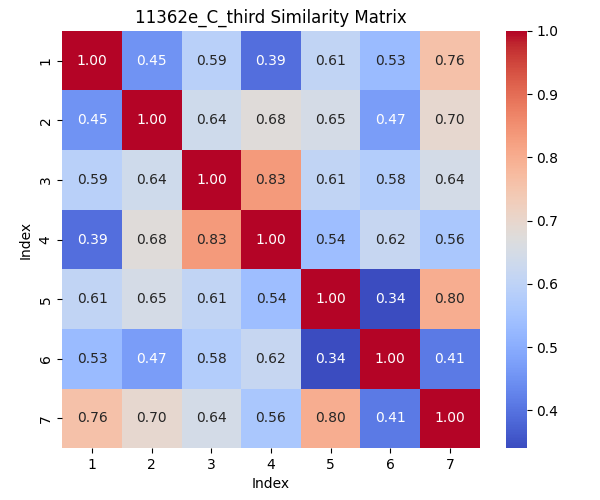 11362e_C_third Similarity Matrix
1 1.00 0.45 0.59 0.39 0.61 0.53 0.76
2 0.45 1.00 0.64 0.68 0.65 0.47 0.70
3 0.59 0.64 1.00 0.83 0.61 0.58 0.64
4 0.39 0.68 0.83 1.00 0.54 0.62 0.56
5 0.61 0.65 0.61 0.54 1.00 0.34 0.80
6 0.53 0.47 0.58 0.62 0.34 1.00 0.41
7 0.76 0.70 0.64 0.56 0.80 0.41 1.00
1 2 3 4 5 6 7
Index
Index
1.0
0.9
0.8
0.7
0.6
0.5
0.4